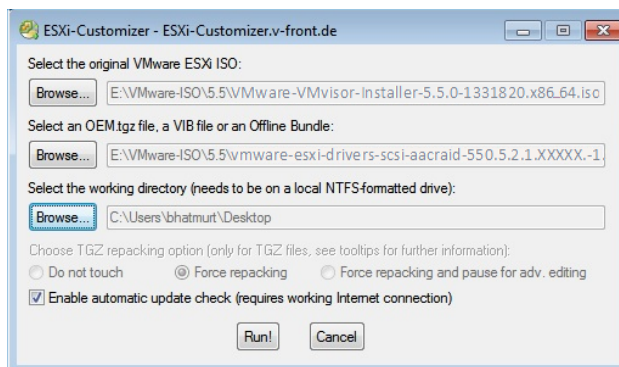 ESXi-Customizer - ESXi-Customizer.v-front.de
Select the original VMware ESXi ISO:
Browse... E:\VMware-ISO\5.5\VMware-VMvisor-Installer-5.5.0-1331820.x86_64.iso
Select an OEM.tgz file, a VIB file or an Offline Bundle:
Browse... E:\VMware-ISO\5.5\vmware-esxi-drivers-scsi-aacraid-550.5.2.1.XXXXX.-1.
Select the working directory (needs to be on a local NTFS-formatted drive):
Browse... C:\Users\bhatmurt\Desktop
Choose TGZ repacking option (only for TGZ files, see tooltips for further information):
Do not touch Force repacking Force repacking and pause for adv. editing
Enable automatic update check (requires working Internet connection)
Run! Cancel